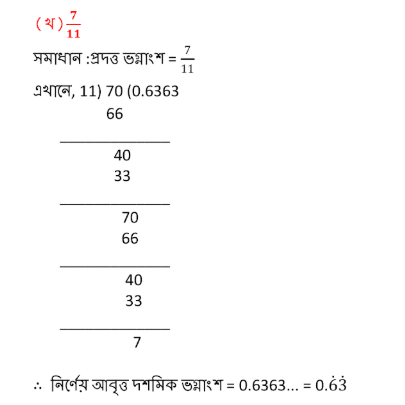 (খ) 7/11
সমাধান :প্রদত্ত ভগ্নাংশ = 7/11
এখানে, 11) 70 (0.6363
66
40
33
70
66
40
33
7
∴ নির্ণেয় আবৃত্ত দশমিক ভগ্নাংশ = 0.6363... = 0.6̇3̇